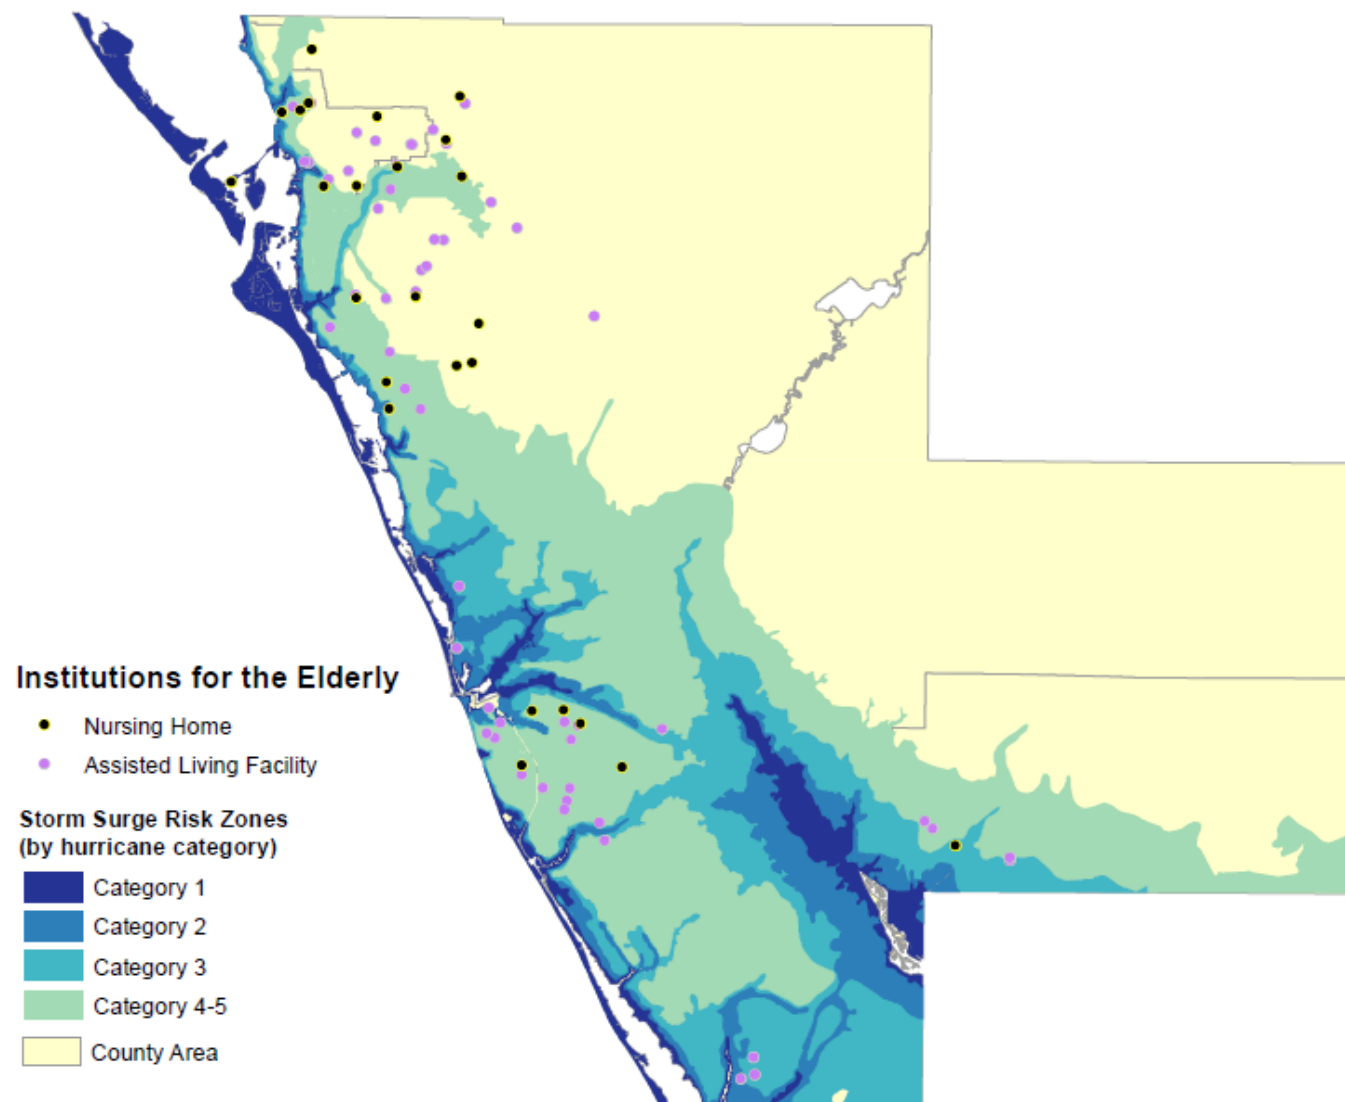 Institutions for the Elderly
Nursing Home
Assisted Living Facility
Storm Surge Risk Zones
(by hurricane category)
Category 1
Category 2
Category 3
Category 4-5
County Area